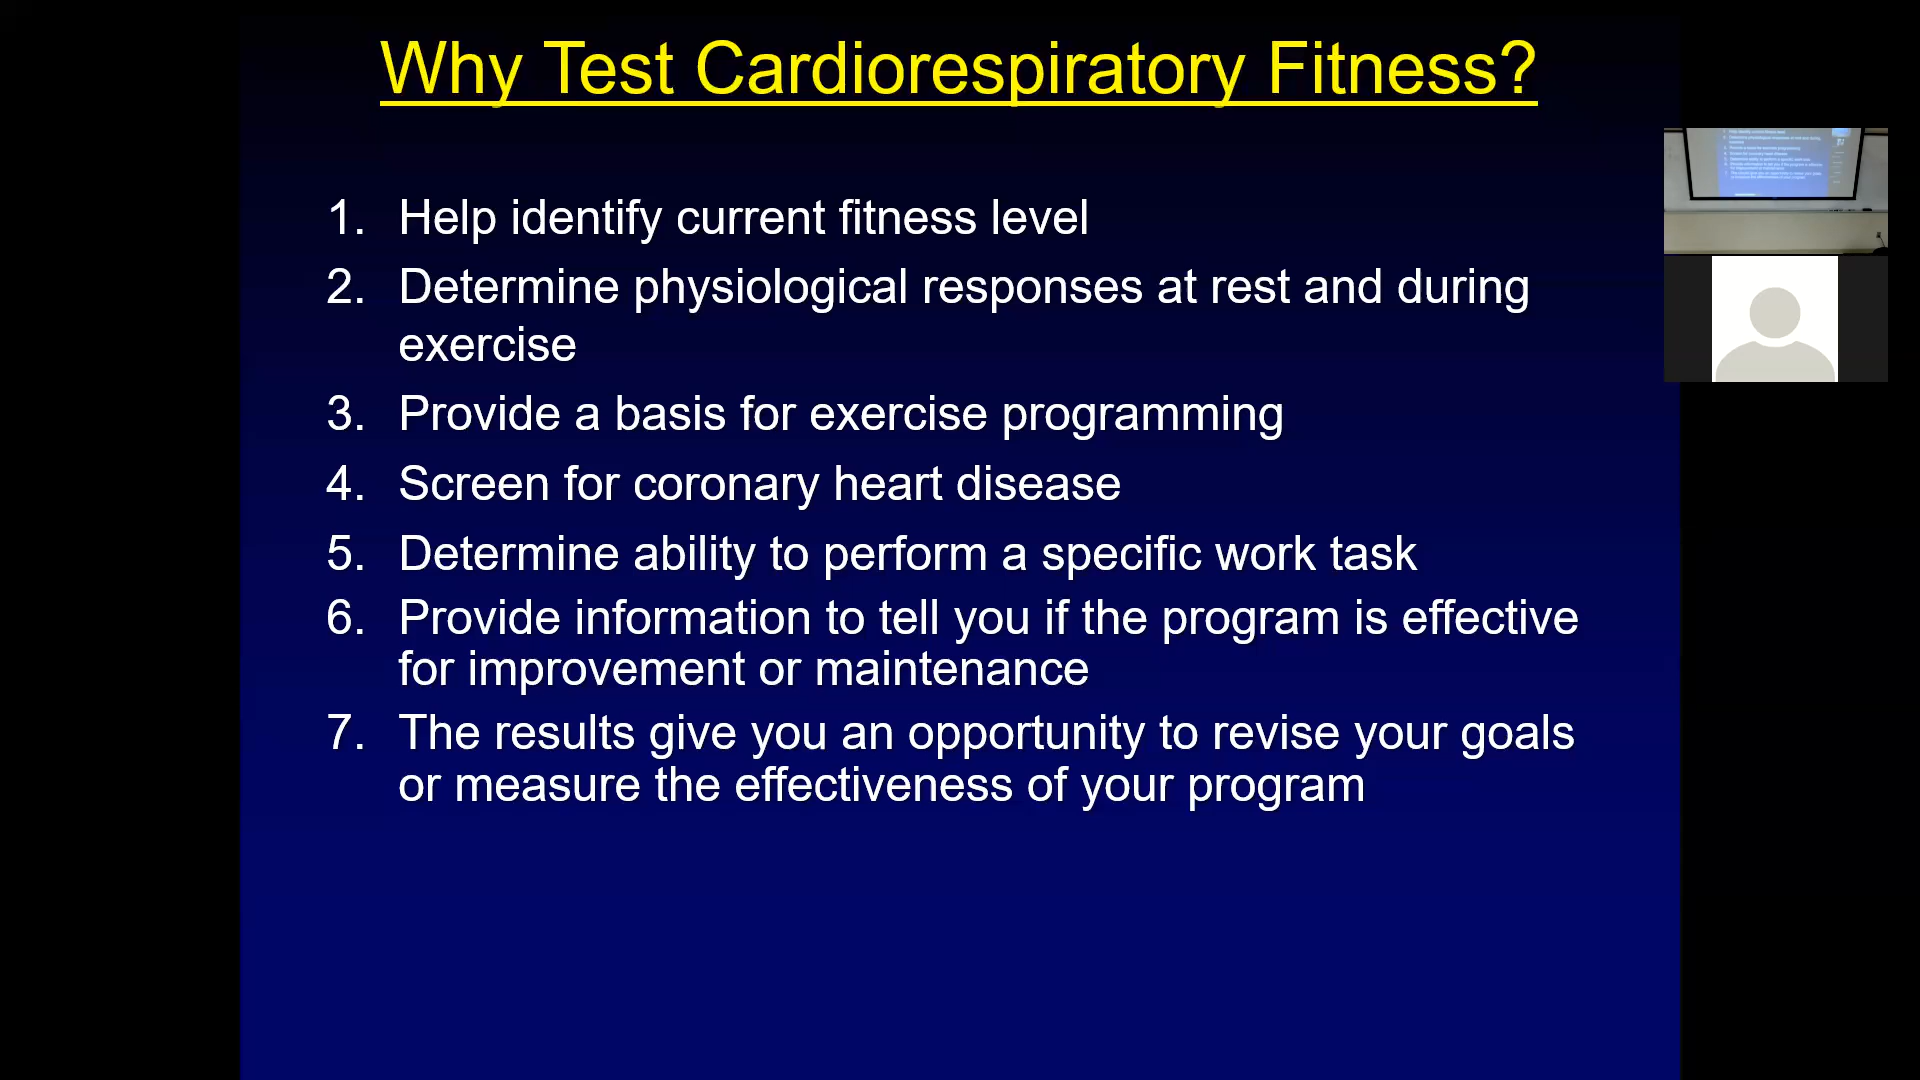 Why Test Cardiorespiratory Fitness?
1. Help identify current fitness level
2. Determine physiological responses at rest and during
exercise
3. Provide a basis for exercise programming
4. Screen for coronary heart disease
5. Determine ability to perform a specific work task
6. Provide information to tell you if the program is effective
for improvement or maintenance
7. The results give you an opportunity to revise your goals
or measure the effectiveness of your program